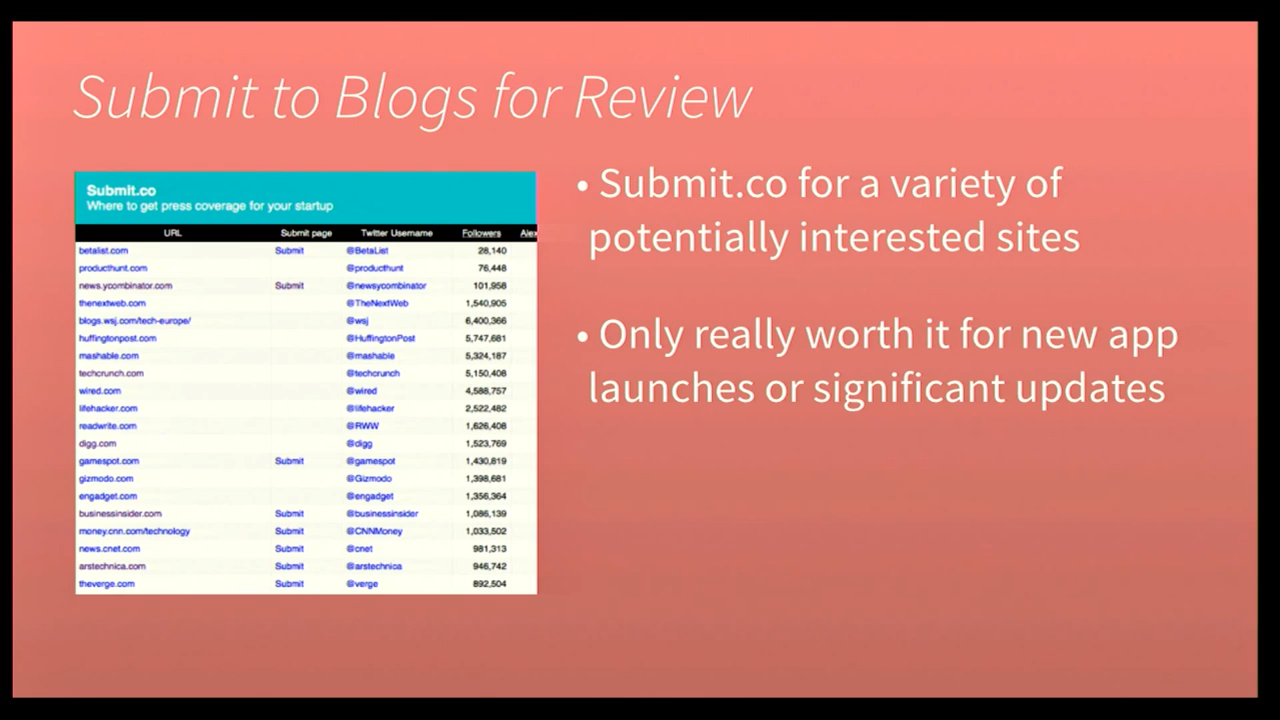 Submit to Blogs for Review
Submit.co
Where to get press coverage for your startup
URL Submit page Twitter Username Followers Alex
betalist.com Submit @BetaList 28,140
producthunt.com @producthunt 76,448
news.ycombinator.com Submit @newsycombinator 101,958
thenextweb.com @TheNextWeb 1,540,905
blogs.wsj.com/tech-europe/ @wsj 6,400,366
huffingtonpost.com @HuffingtonPost 5,747,681
mashable.com @mashable 5,324,187
techcrunch.com @techcrunch 5,150,408
wired.com @wired 4,588,757
lifehacker.com @lifehacker 2,522,482
readwrite.com @RWW 1,626,408
digg.com @digg 1,523,769
gamespot.com Submit @gamespot 1,430,819
gizmodo.com @Gizmodo 1,398,681
engadget.com @engadget 1,356,364
businessinsider.com Submit @businessinsider 1,086,139
money.cnn.com/technology Submit @CNNMoney 1,033,502
news.cnet.com Submit @cnet 981,313
arstechnica.com Submit @arstechnica 946,742
theverge.com Submit @verge 892,504
• Submit.co for a variety of
potentially interested sites
• Only really worth it for new app
launches or significant updates